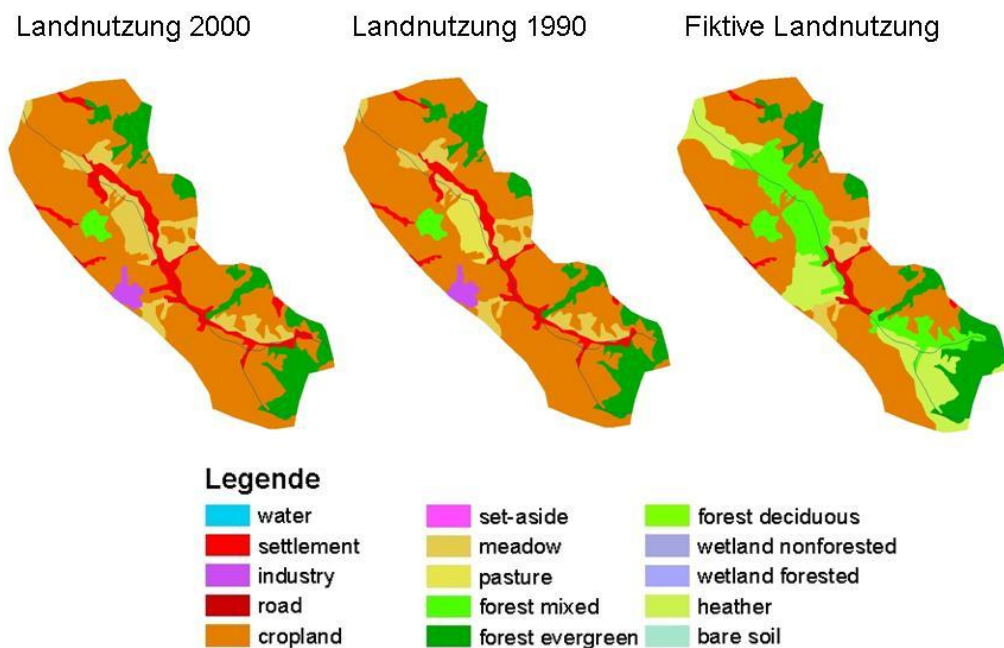 Landnutzung 2000 Landnutzung 1990 Fiktive Landnutzung
Legende
water
settlement
industry
road
cropland
set-aside
meadow
pasture
forest mixed
forest evergreen
forest deciduous
wetland nonforested
wetland forested
heather
bare soil